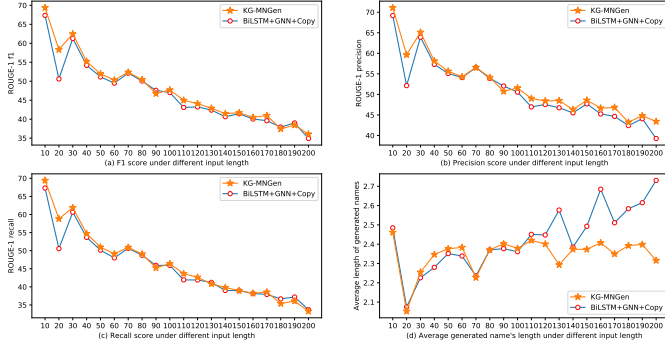 70
65
60
55
50
45
40
35
ROUGE-1 f1
KG-MNGen
BiLSTM+GNN+Copy
10 20 30 40 50 60 70 80 90 100 110 120 130 140 150 160 170 180 190 200
(a) F1 score under different input length
70
65
60
55
50
45
40
ROUGE-1 precision
KG-MNGen
BiLSTM+GNN+Copy
10 20 30 40 50 60 70 80 90 100 110 120 130 140 150 160 170 180 190 200
(b) Precision score under different input length
70
65
60
55
50
45
40
35
ROUGE-1 recall
KG-MNGen
BiLSTM+GNN+Copy
10 20 30 40 50 60 70 80 90 100 110 120 130 140 150 160 170 180 190 200
(c) Recall score under different input length
2.7
2.6
2.5
2.4
2.3
2.2
2.1
Average length of generated names
KG-MNGen
BiLSTM+GNN+Copy
10 20 30 40 50 60 70 80 90 100 110 120 130 140 150 160 170 180 190 200
(d) Average generated name's length under different input length